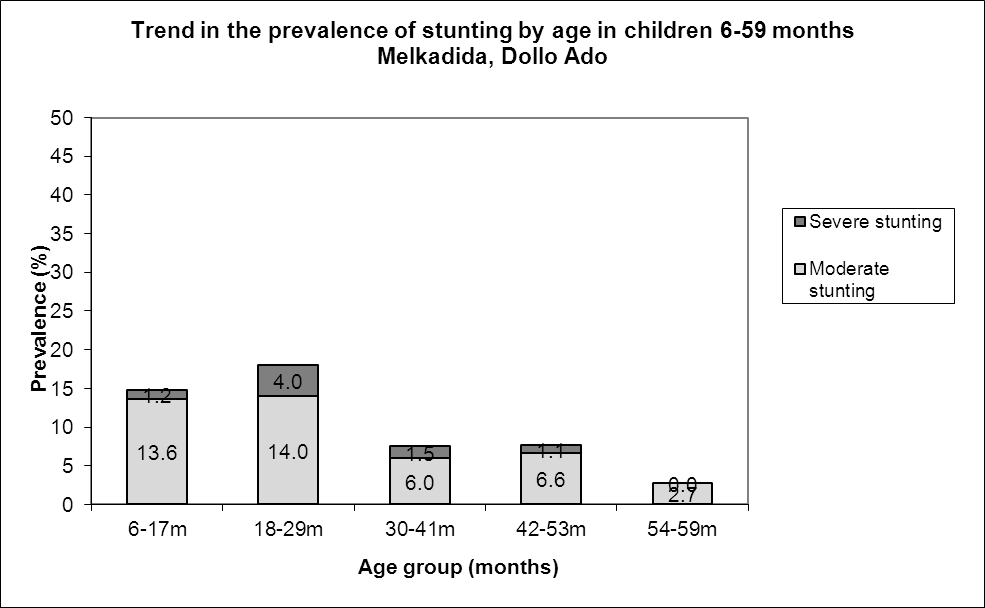 Trend in the prevalence of stunting by age in children 6-59 months
Melkadida, Dollo Ado
50
45
40
35
30
25
20
15
10
5
0
Prevalence (%)
1.2
13.6
4.0
14.0
1.5
6.0
1.1
6.6
0.0
2.7
6-17m
18-29m
30-41m
42-53m
54-59m
Age group (months)
Severe stunting
Moderate
stunting